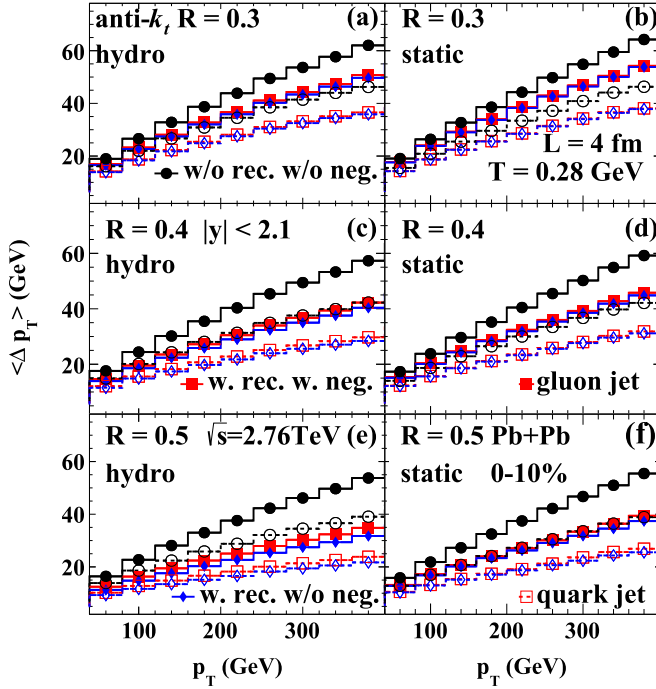 anti-k_t R = 0.3 (a)
hydro
60
40
20
w/o rec. w/o neg.
R = 0.3 (b)
static
L = 4 fm
T = 0.28 GeV
R = 0.4 |y| < 2.1 (c)
hydro
60
40
20
w. rec. w. neg.
R = 0.4 (d)
static
gluon jet
<Δ p_T> (GeV)
R = 0.5 √s=2.76TeV (e)
hydro
60
40
20
w. rec. w/o neg.
R = 0.5 Pb+Pb (f)
static 0-10%
quark jet
100 200 300
100 200 300
p_T (GeV)
p_T (GeV)